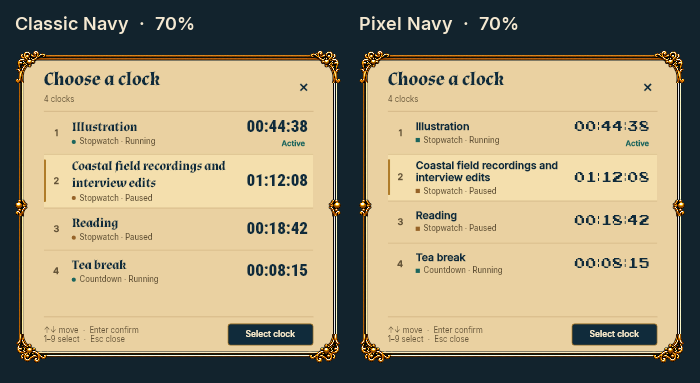 Classic Navy · 70%
Choose a clock
×
4 clocks
1 Illustration 00:44:38
Stopwatch · Running Active
2 Coastal field recordings and
interview edits 01:12:08
Stopwatch · Paused
3 Reading 00:18:42
Stopwatch · Paused
4 Tea break 00:08:15
Countdown · Running
↑↓ move · Enter confirm
1–9 select · Esc close
Select clock
Pixel Navy · 70%
Choose a clock
×
4 clocks
1 Illustration 00:44:38
Stopwatch · Running Active
2 Coastal field recordings and
interview edits 01:12:08
Stopwatch · Paused
3 Reading 00:18:42
Stopwatch · Paused
4 Tea break 00:08:15
Countdown · Running
↑↓ move · Enter confirm
1–9 select · Esc close
Select clock